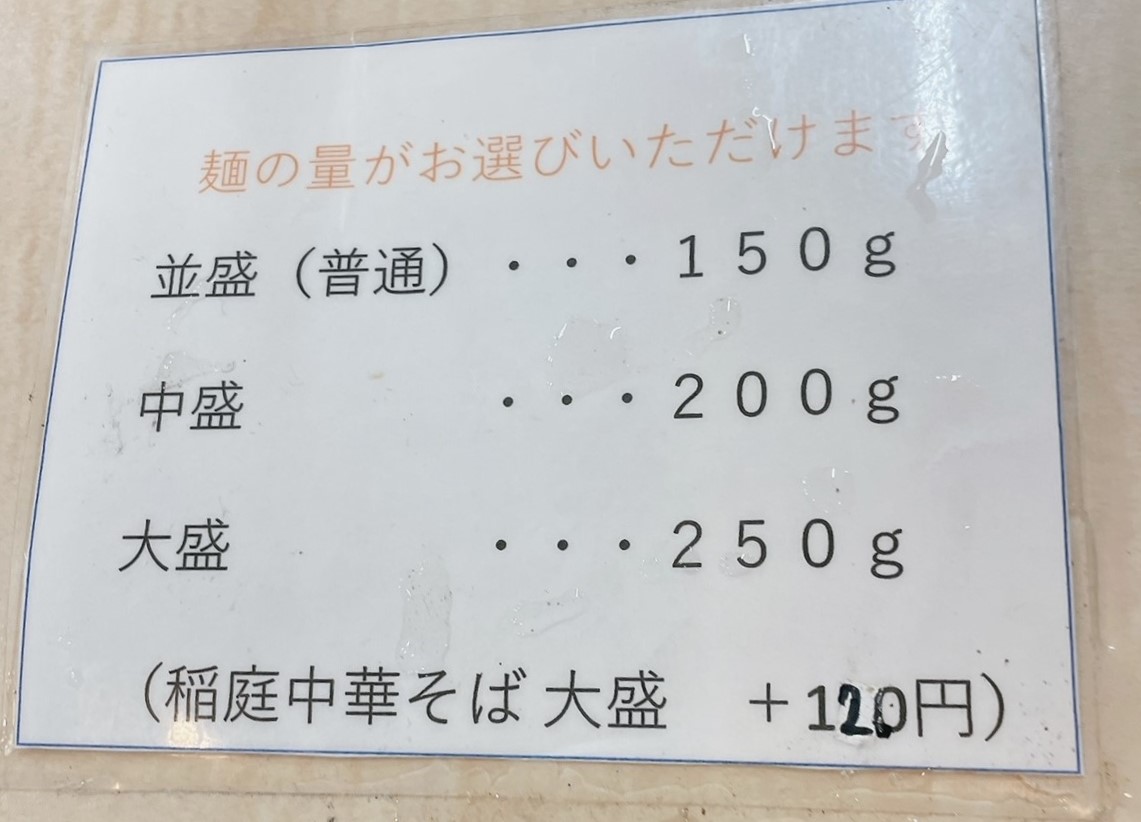 麺の量がお選びいただけます
並盛（普通）・・・１５０ｇ
中盛　・・・２００ｇ
大盛　・・・２５０ｇ
（稲庭中華そば 大盛　＋120円）